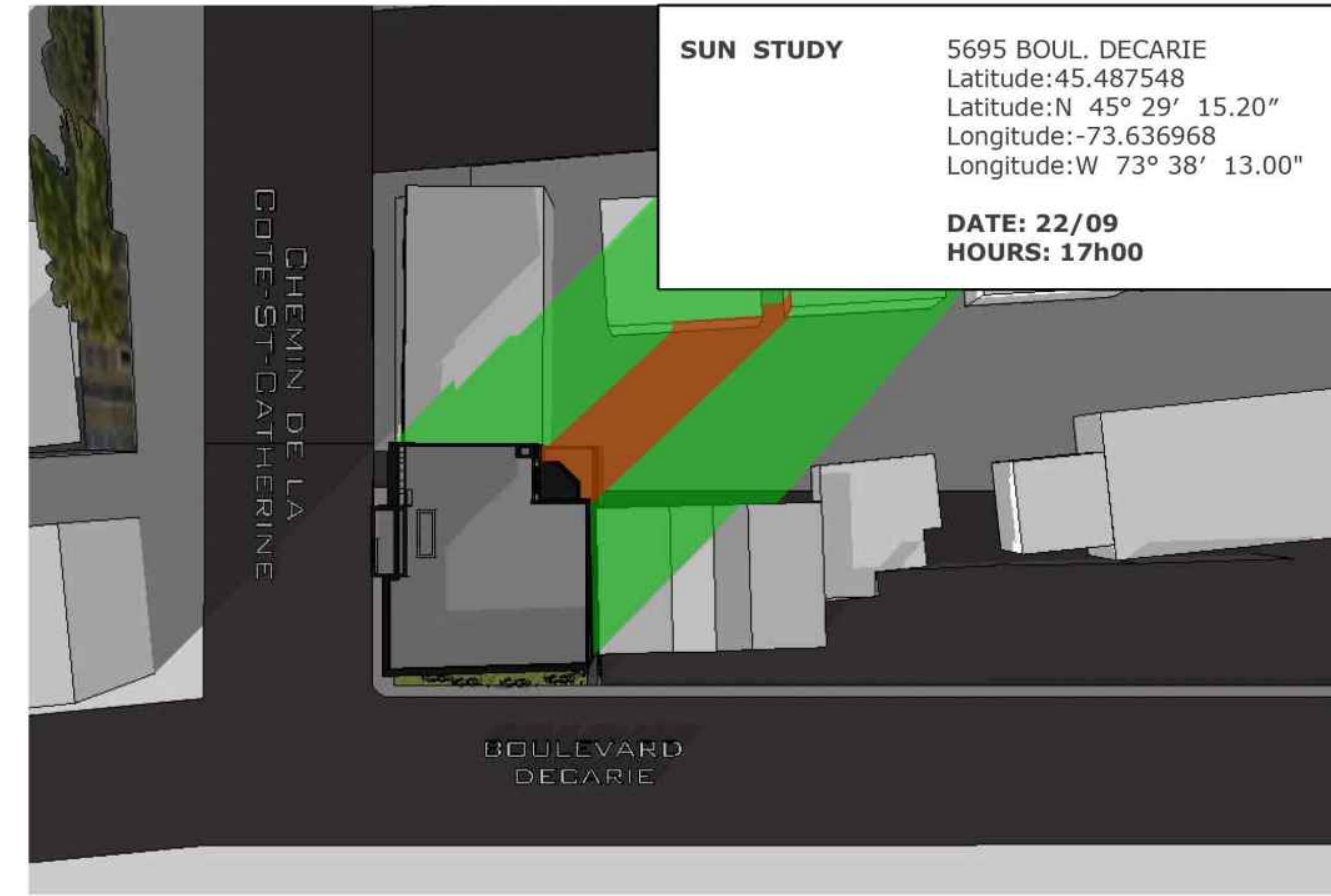 SUN STUDY
5695 BOUL. DECARIE
Latitude:45.487548
Latitude:N 45° 29′ 15.20″
Longitude:-73.636968
Longitude:W 73° 38′ 13.00"
DATE: 22/09
HOURS: 17h00
CHEMIN DE LA
COTE-ST-CATHERINE
BOULEVARD
DECARIE